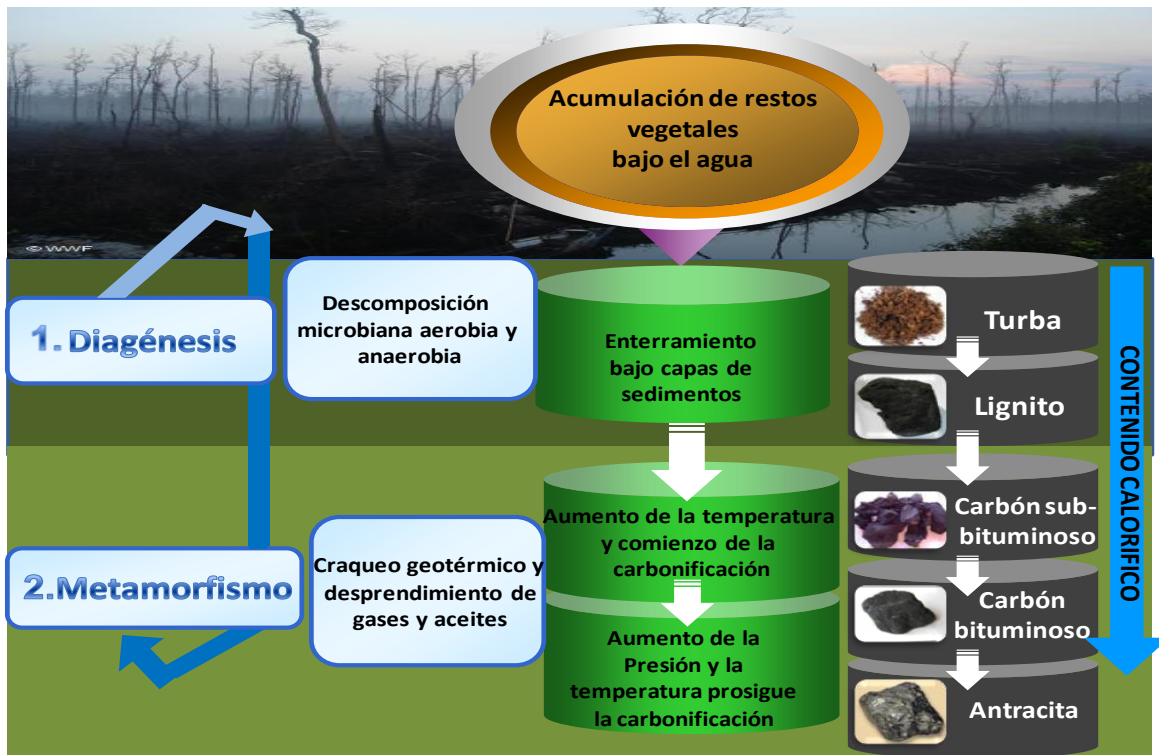 Acumulación de restos
vegetales
bajo el agua
© WWF
1. Diagénesis
Descomposición
microbiana aerobia y
anaerobia
Enterramiento
bajo capas de
sedimentos
Turba
Lignito
CONTENIDO CALORIFICO
2.Metamorfismo
Craqueo geotérmico y
desprendimiento de
gases y aceites
Aumento de la temperatura
y comienzo de la
carbonificación
Aumento de la
Presión y la
temperatura prosigue
la carbonificación
Carbón sub-
bituminoso
Carbón
bituminoso
Antracita